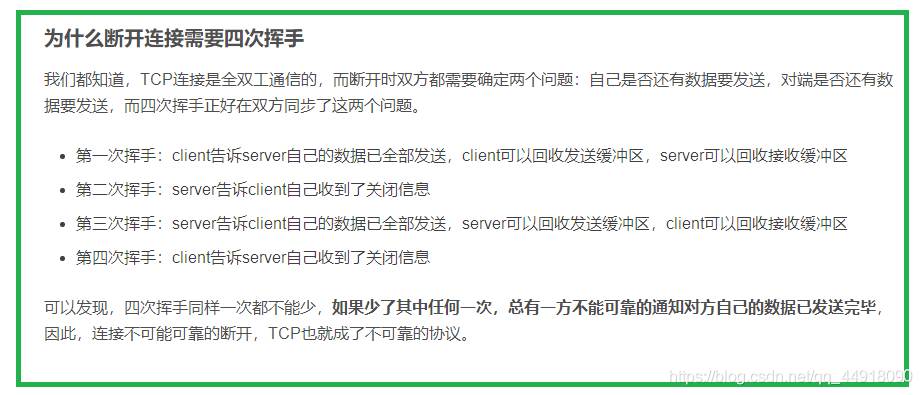 为什么断开连接需要四次挥手
我们都知道，TCP连接是全双工通信的，而断开时双方都需要确定两个问题：自己是否还有数据要发送，对端是否还有数
据要发送，而四次挥手正好在双方同步了这两个问题。
• 第一次挥手：client告诉server自己的数据已全部发送，client可以回收发送缓冲区，server可以回收接收缓冲区
• 第二次挥手：server告诉client自己收到了关闭信息
• 第三次挥手：server告诉client自己的数据已全部发送，server可以回收发送缓冲区，client可以回收接收缓冲区
• 第四次挥手：client告诉server自己收到了关闭信息
可以发现，四次挥手同样一次都不能少，如果少了其中任何一次，总有一方不能可靠的通知对方自己的数据已发送完毕，
因此，连接不可能可靠的断开，TCP也就成了不可靠的协议。
https://blog.csdn.net/qq_44918090